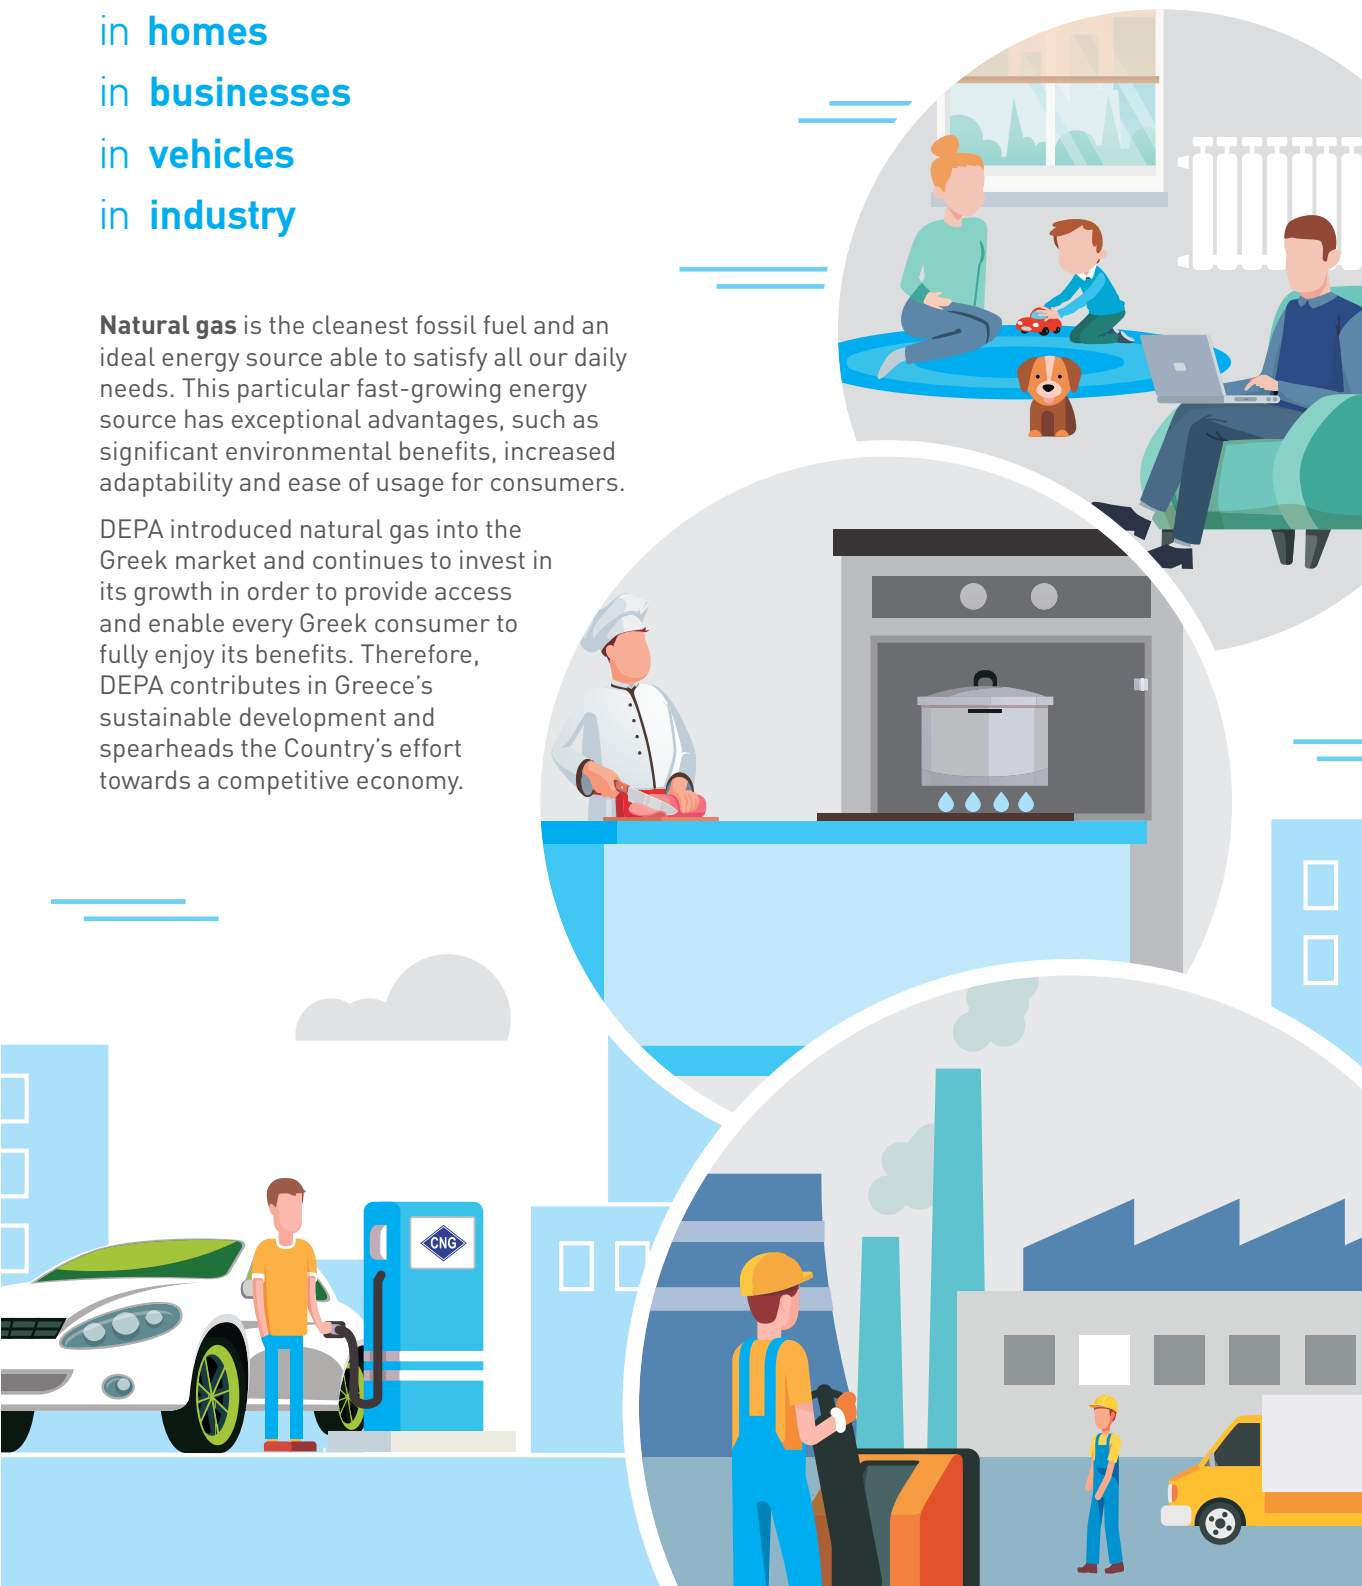 in homes
in businesses
in vehicles
in industry
Natural gas is the cleanest fossil fuel and an
ideal energy source able to satisfy all our daily
needs. This particular fast-growing energy
source has exceptional advantages, such as
significant environmental benefits, increased
adaptability and ease of usage for consumers.
DEPA introduced natural gas into the
Greek market and continues to invest in
its growth in order to provide access
and enable every Greek consumer to
fully enjoy its benefits. Therefore,
DEPA contributes in Greece’s
sustainable development and
spearheads the Country’s effort
towards a competitive economy.
CNG